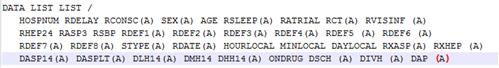 DATA LIST LIST /
HOSPNUM RDELAY RCONSC(A) SEX(A) AGE RSLEEP(A) RATRIAL RCT(A) RVISINF (A)
RHEP24 RASP3 RSBP RDEF1(A) RDEF2(A) RDEF3(A) RDEF4(A) RDEF5 (A) RDEF6 (A)
RDEF7(A) RDEF8(A) STYPE(A) RDATE(A) HOURLOCAL MINLOCAL DAYLOCAL RXASP(A) RXHEP (A)
DASP14(A) DASPLT(A) DLH14(A) DMH14 DHH14(A) ONDRUG DSCH (A) DIVH (A) DAP (A)